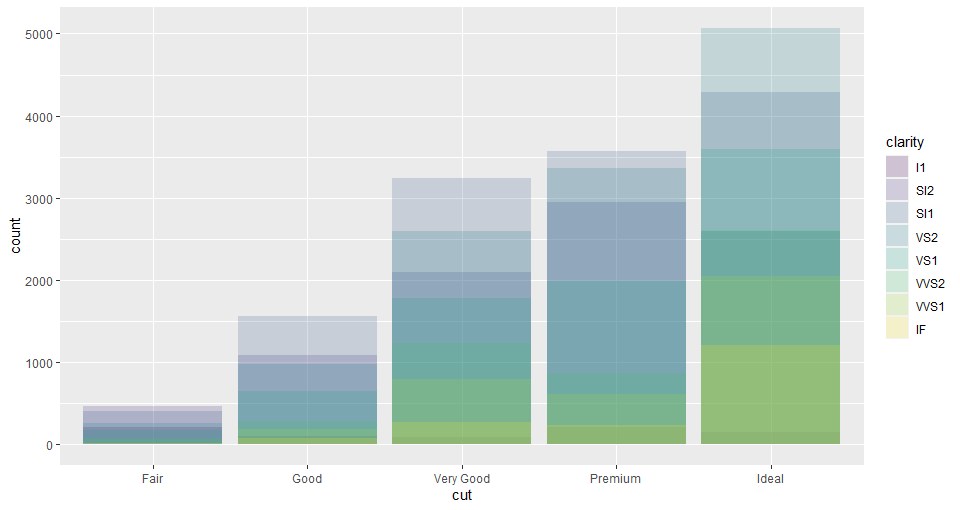 5000
4000
3000
2000
1000
0
count
Fair Good Very Good Premium Ideal
cut
clarity
I1
SI2
SI1
VS2
VS1
VVS2
VVS1
IF